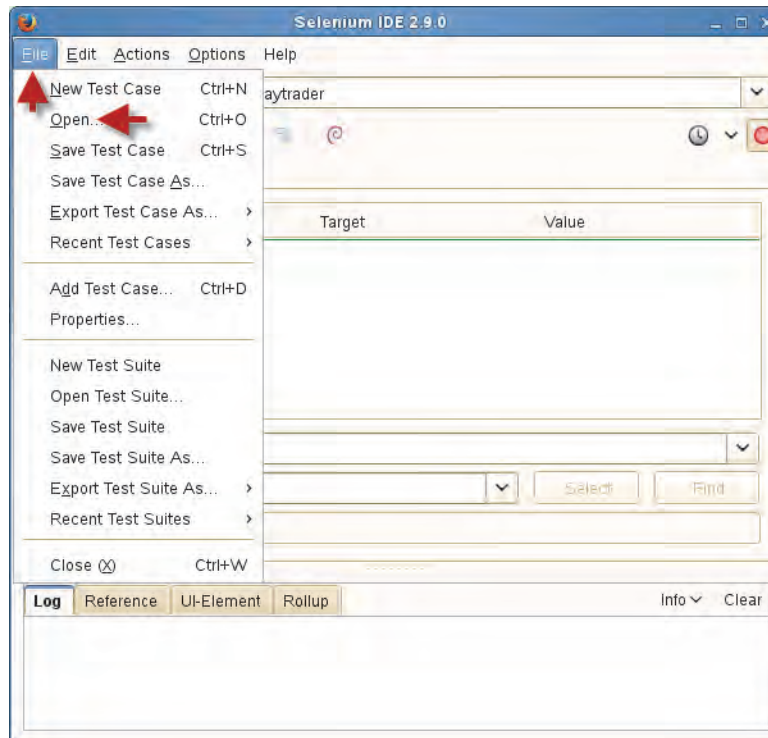 Selenium IDE 2.9.0
File Edit Actions Options Help
New Test Case Ctrl+N
aytrader
Open... Ctrl+O
Save Test Case Ctrl+S
Save Test Case As...
Export Test Case As...
Target Value
Recent Test Cases
Add Test Case... Ctrl+D
Properties...
New Test Suite
Open Test Suite...
Save Test Suite
Save Test Suite As...
Export Test Suite As...
Select Find
Recent Test Suites
Close (X) Ctrl+W
Log Reference UI-Element Rollup Info Clear